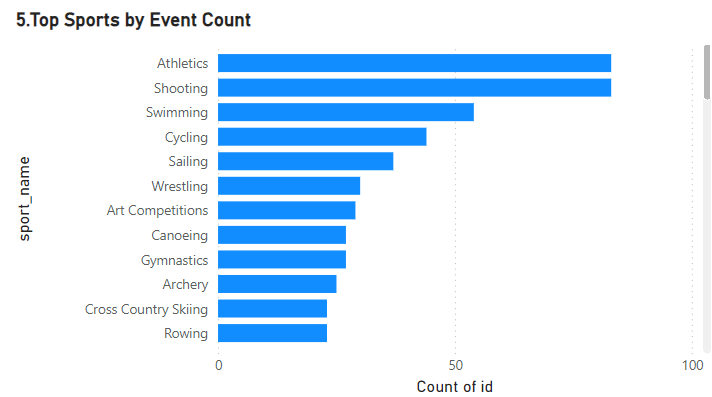 5.Top Sports by Event Count
sport_name
Athletics
Shooting
Swimming
Cycling
Sailing
Wrestling
Art Competitions
Canoeing
Gymnastics
Archery
Cross Country Skiing
Rowing
0 50 100
Count of id